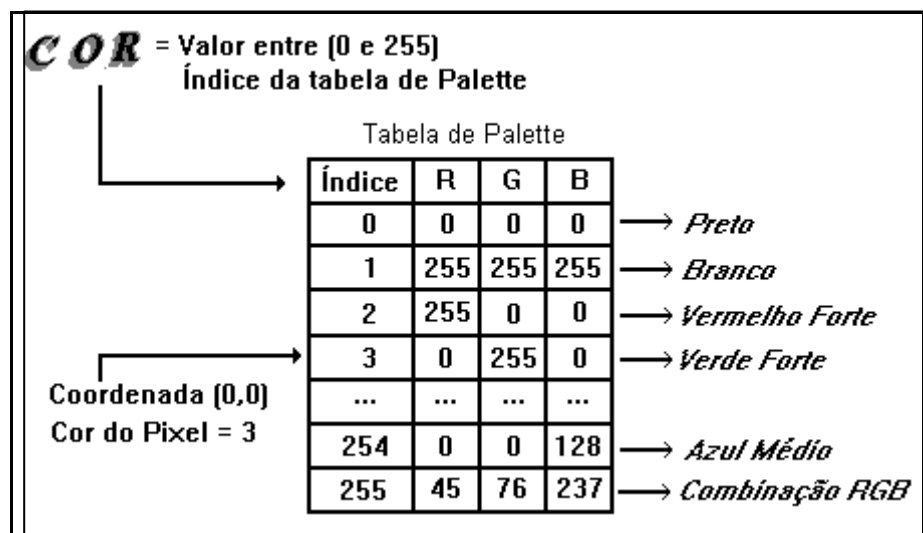 COR = Valor entre (0 e 255)
Índice da tabela de Palette
Tabela de Palette
Índice R G B
0 0 0 0 Preto
1 255 255 255 Branco
2 255 0 0 Vermelho Forte
3 0 255 0 Verde Forte
Coordenada (0,0)
Cor do Pixel = 3
... ... ... ...
254 0 0 128 Azul Médio
255 45 76 237 Combinação RGB